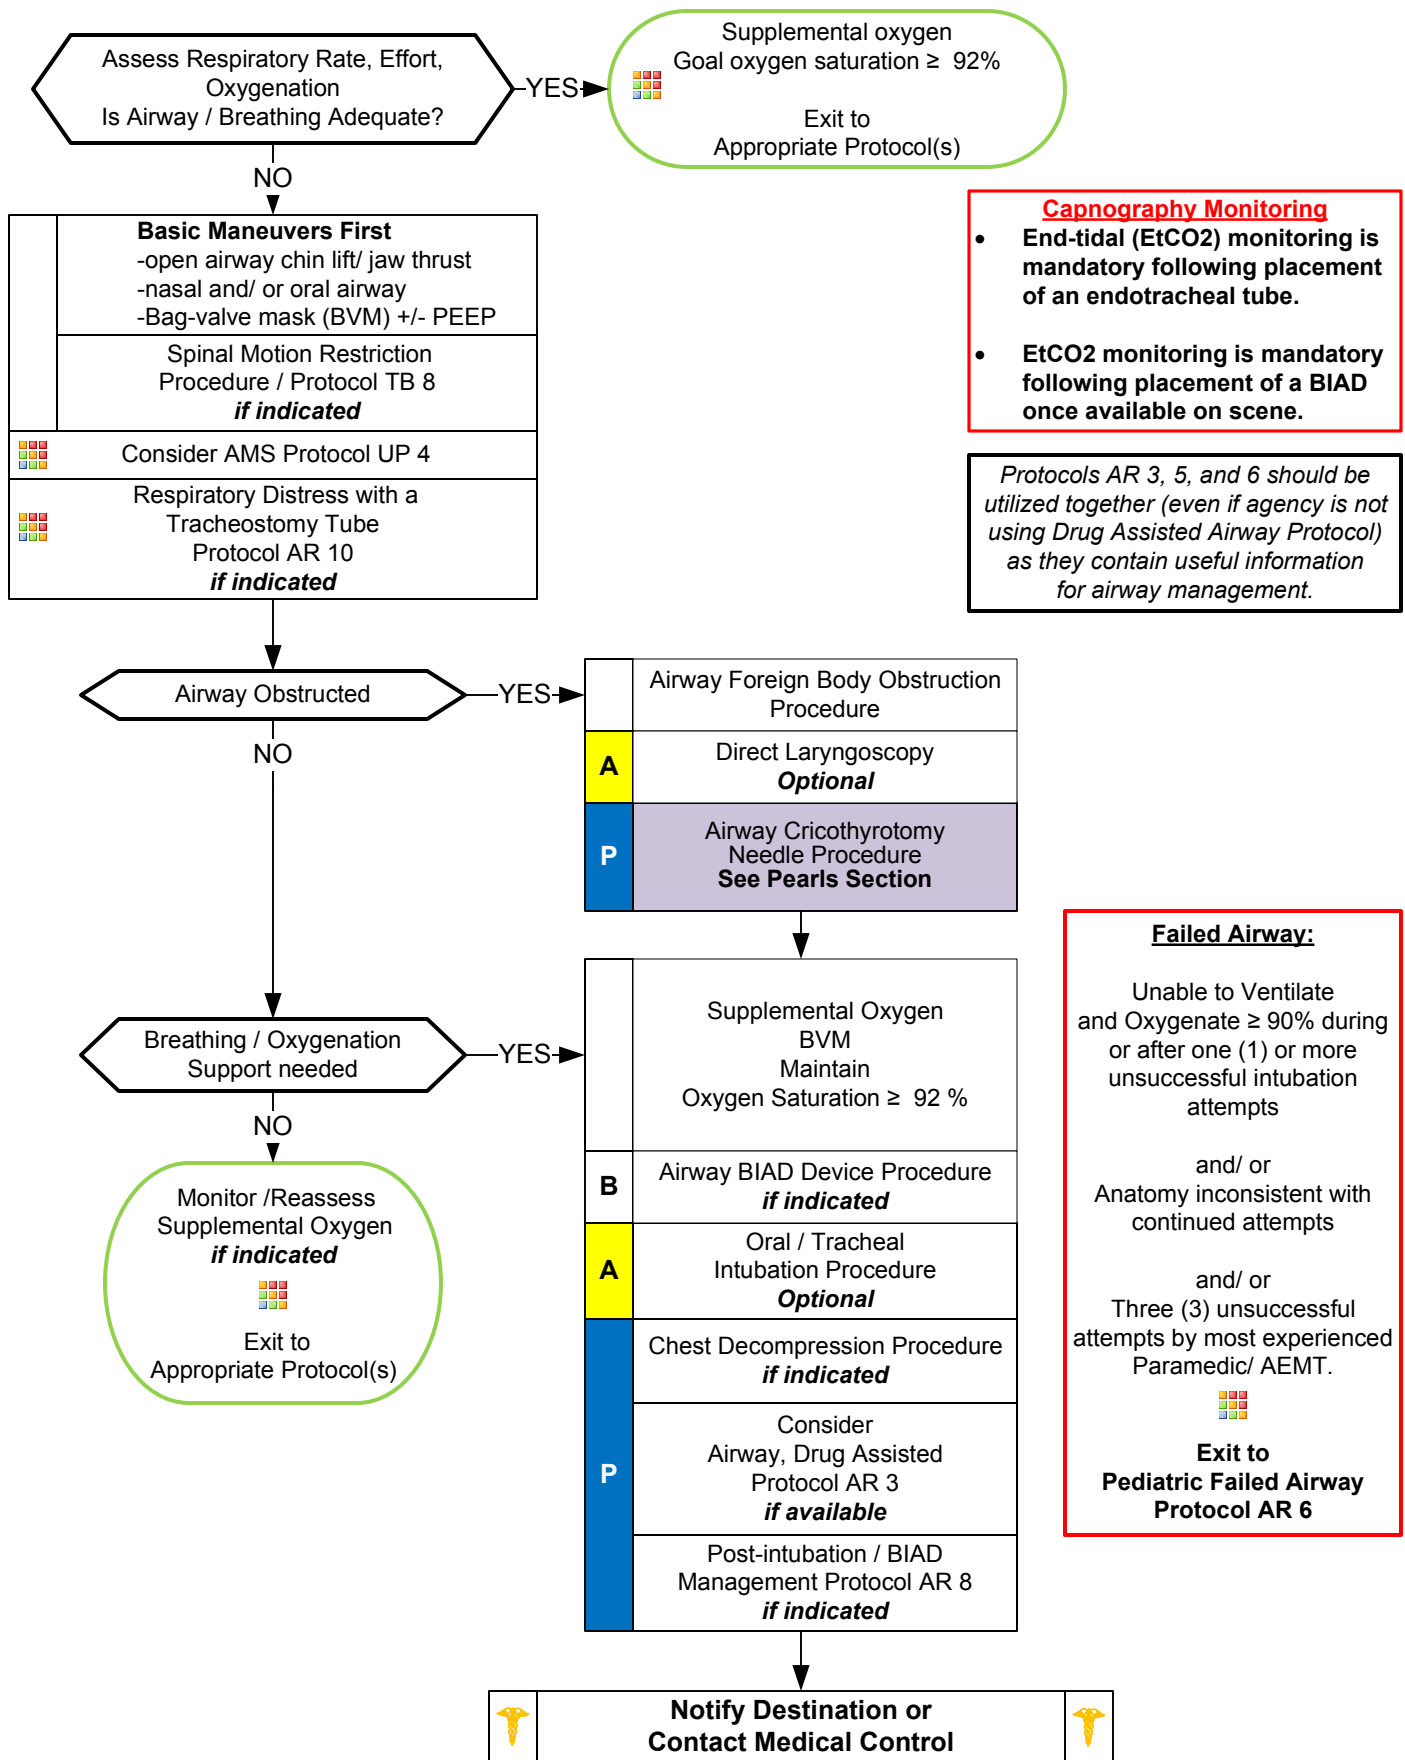 Assess Respiratory Rate, Effort,
Oxygenation
Is Airway / Breathing Adequate?
YES
Supplemental oxygen
Goal oxygen saturation ≥ 92%
Exit to
Appropriate Protocol(s)
NO
Basic Maneuvers First
-open airway chin lift/ jaw thrust
-nasal and/ or oral airway
-Bag-valve mask (BVM) +/- PEEP
Spinal Motion Restriction
Procedure / Protocol TB 8
if indicated
Consider AMS Protocol UP 4
Respiratory Distress with a
Tracheostomy Tube
Protocol AR 10
if indicated
Capnography Monitoring
• End-tidal (EtCO2) monitoring is
mandatory following placement
of an endotracheal tube.
• EtCO2 monitoring is mandatory
following placement of a BIAD
once available on scene.
Protocols AR 3, 5, and 6 should be
utilized together (even if agency is not
using Drug Assisted Airway Protocol)
as they contain useful information
for airway management.
Airway Obstructed
YES
NO
Airway Foreign Body Obstruction
Procedure
A
Direct Laryngoscopy
Optional
P
Airway Cricothyrotomy
Needle Procedure
See Pearls Section
Breathing / Oxygenation
Support needed
YES
NO
Monitor /Reassess
Supplemental Oxygen
if indicated
Exit to
Appropriate Protocol(s)
Supplemental Oxygen
BVM
Maintain
Oxygen Saturation ≥ 92 %
B
Airway BIAD Device Procedure
if indicated
A
Oral / Tracheal
Intubation Procedure
Optional
P
Chest Decompression Procedure
if indicated
Consider
Airway, Drug Assisted
Protocol AR 3
if available
Post-intubation / BIAD
Management Protocol AR 8
if indicated
Failed Airway:
Unable to Ventilate
and Oxygenate ≥ 90% during
or after one (1) or more
unsuccessful intubation
attempts
and/ or
Anatomy inconsistent with
continued attempts
and/ or
Three (3) unsuccessful
attempts by most experienced
Paramedic/ AEMT.
Exit to
Pediatric Failed Airway
Protocol AR 6
Notify Destination or
Contact Medical Control